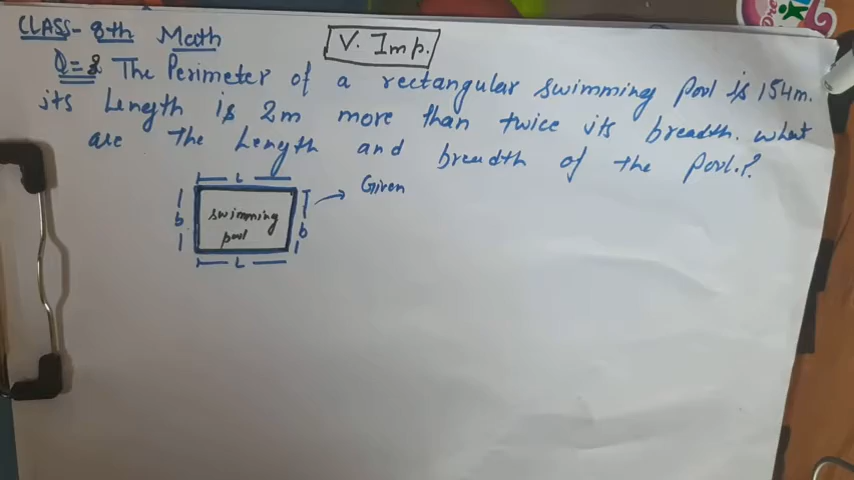 CLASS- 8th Math
V. Imp.
Q=2 The Perimeter of a rectangular swimming pool is 154m.
its Length is 2m more than twice its breadth. what
are the Length and breadth of the pool.?
L
Given
b swimming b
pool
L